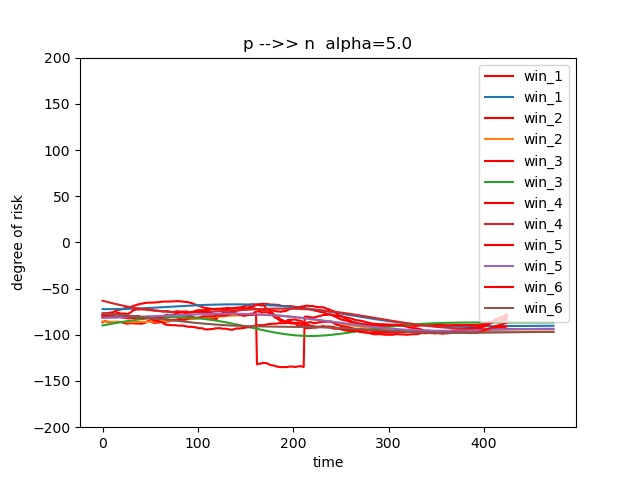 p -->> n  alpha=5.0
200
150
100
50
0
−50
−100
−150
−200
degree of risk
0
100
200
300
400
time
win_1
win_1
win_2
win_2
win_3
win_3
win_4
win_4
win_5
win_5
win_6
win_6